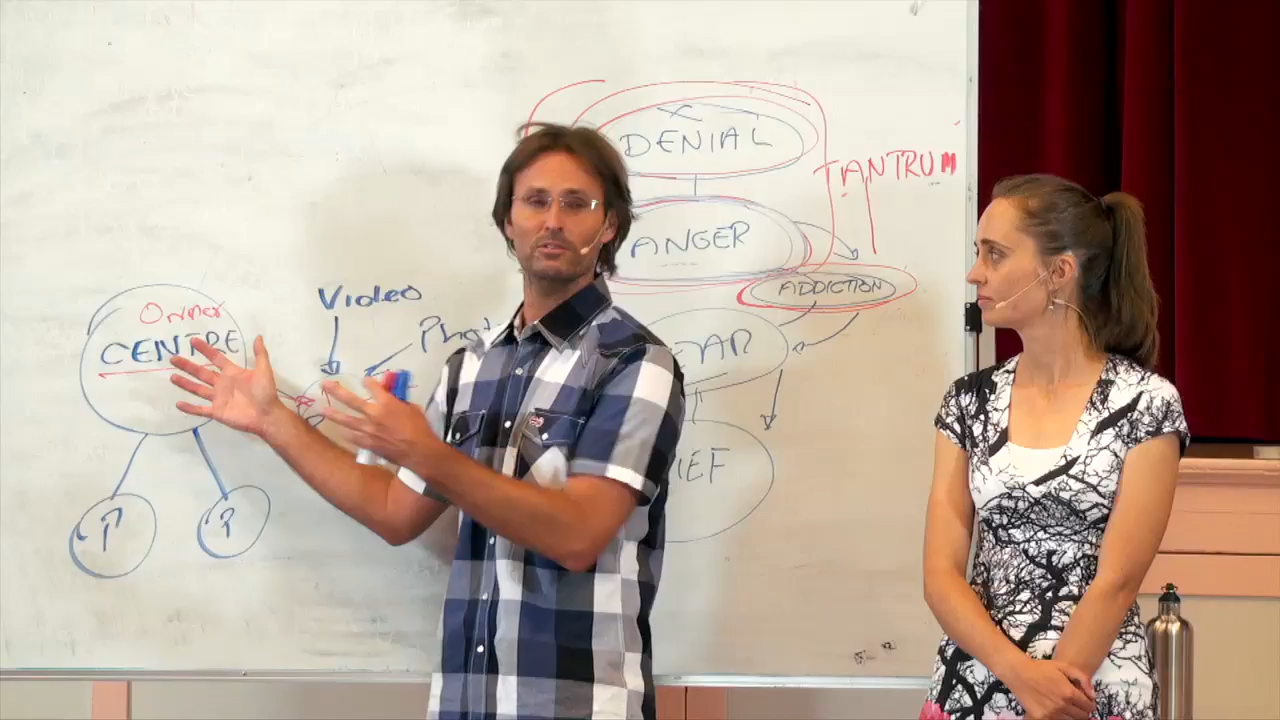 DENIAL
TANTRUM
ANGER
ADDICTION
Video
Owner
CENTRE